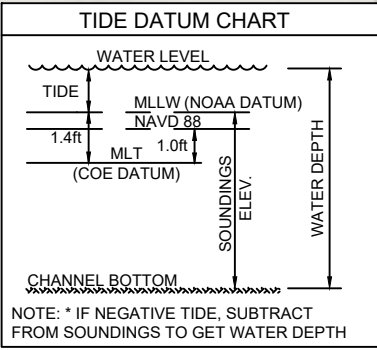 TIDE DATUM CHART
WATER LEVEL
TIDE
MLLW (NOAA DATUM)
NAVD 88
1.4ft
1.0ft
MLT
(COE DATUM)
SOUNDINGS
ELEV.
WATER DEPTH
CHANNEL BOTTOM
NOTE: * IF NEGATIVE TIDE, SUBTRACT
FROM SOUNDINGS TO GET WATER DEPTH